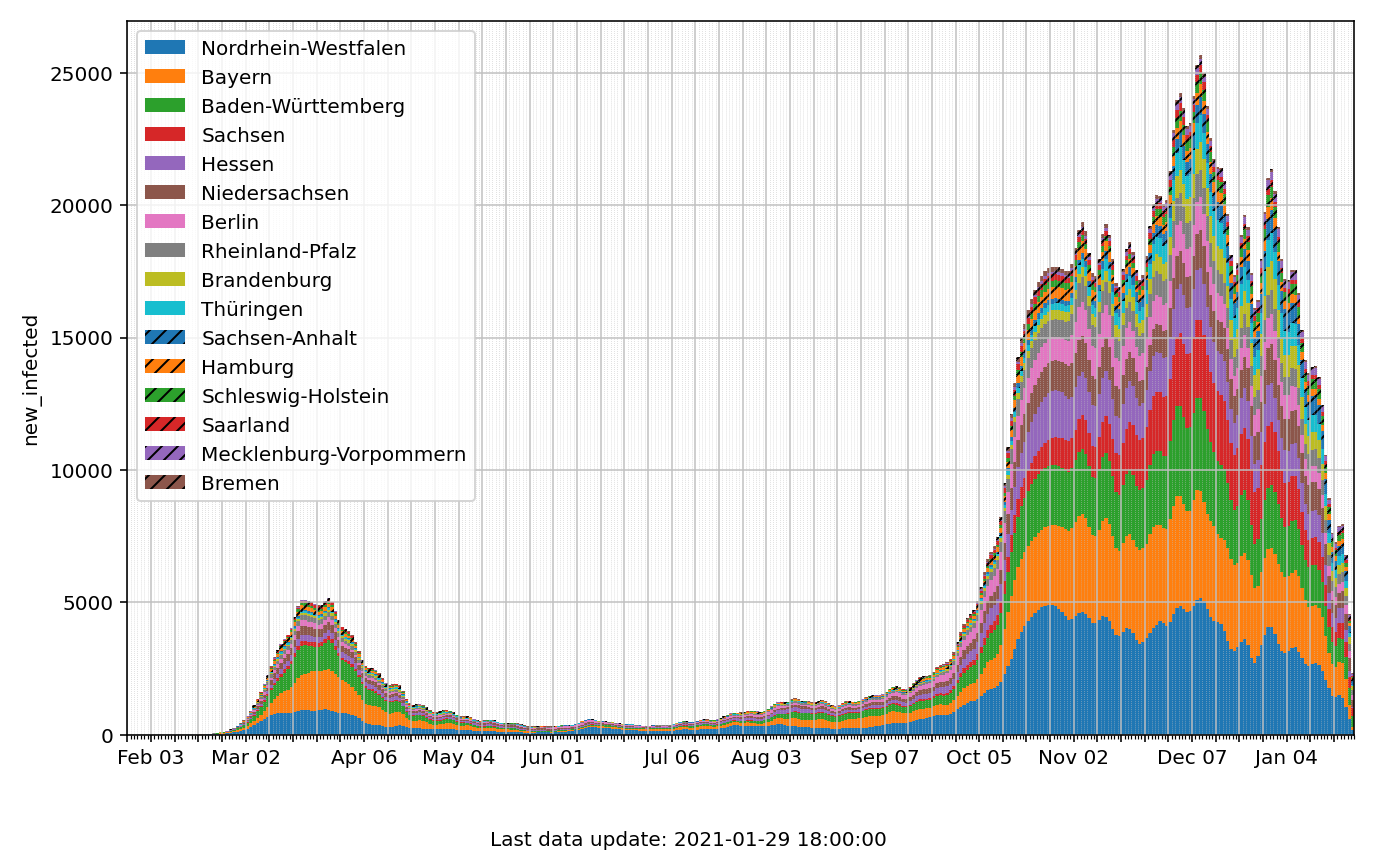 Nordrhein-Westfalen
Bayern
Baden-Württemberg
Sachsen
Hessen
Niedersachsen
Berlin
Rheinland-Pfalz
Brandenburg
Thüringen
Sachsen-Anhalt
Hamburg
Schleswig-Holstein
Saarland
Mecklenburg-Vorpommern
Bremen
new_infected
25000
20000
15000
10000
5000
0
Feb 03 Mar 02 Apr 06 May 04 Jun 01 Jul 06 Aug 03 Sep 07 Oct 05 Nov 02 Dec 07 Jan 04
Last data update: 2021-01-29 18:00:00